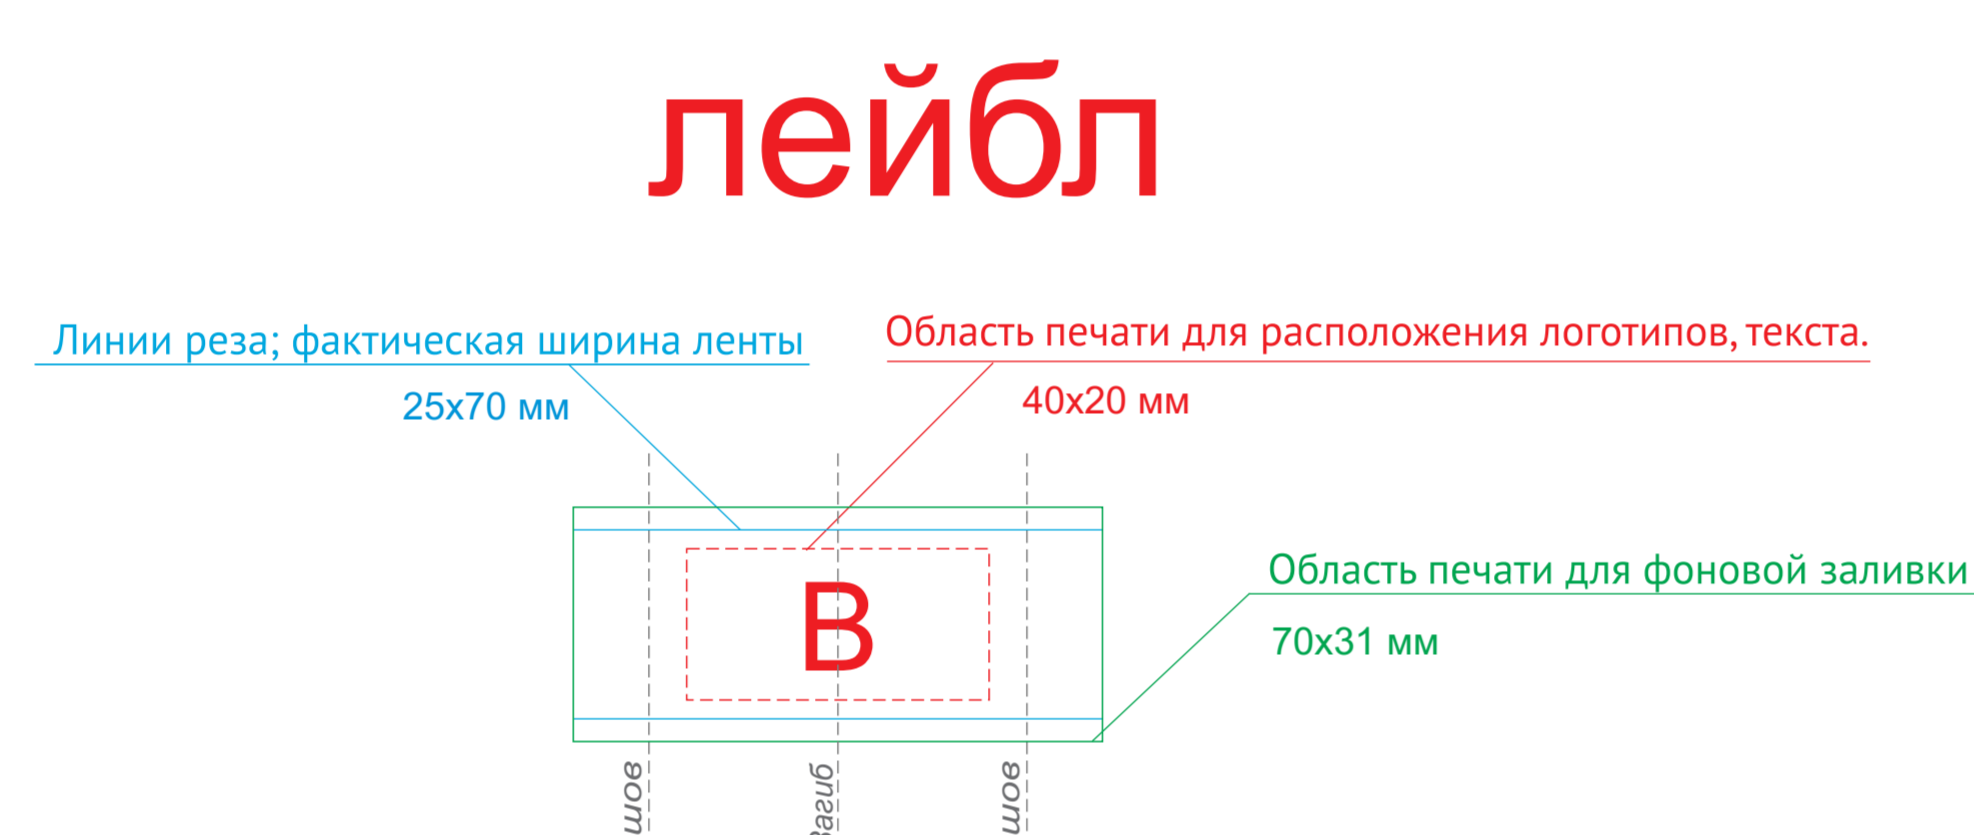 лейбл
Линии реза; фактическая ширина ленты
25х70 мм
Область печати для расположения логотипов, текста.
40х20 мм
В
Область печати для фоновой заливки
70х31 мм
шов
загиб
шов